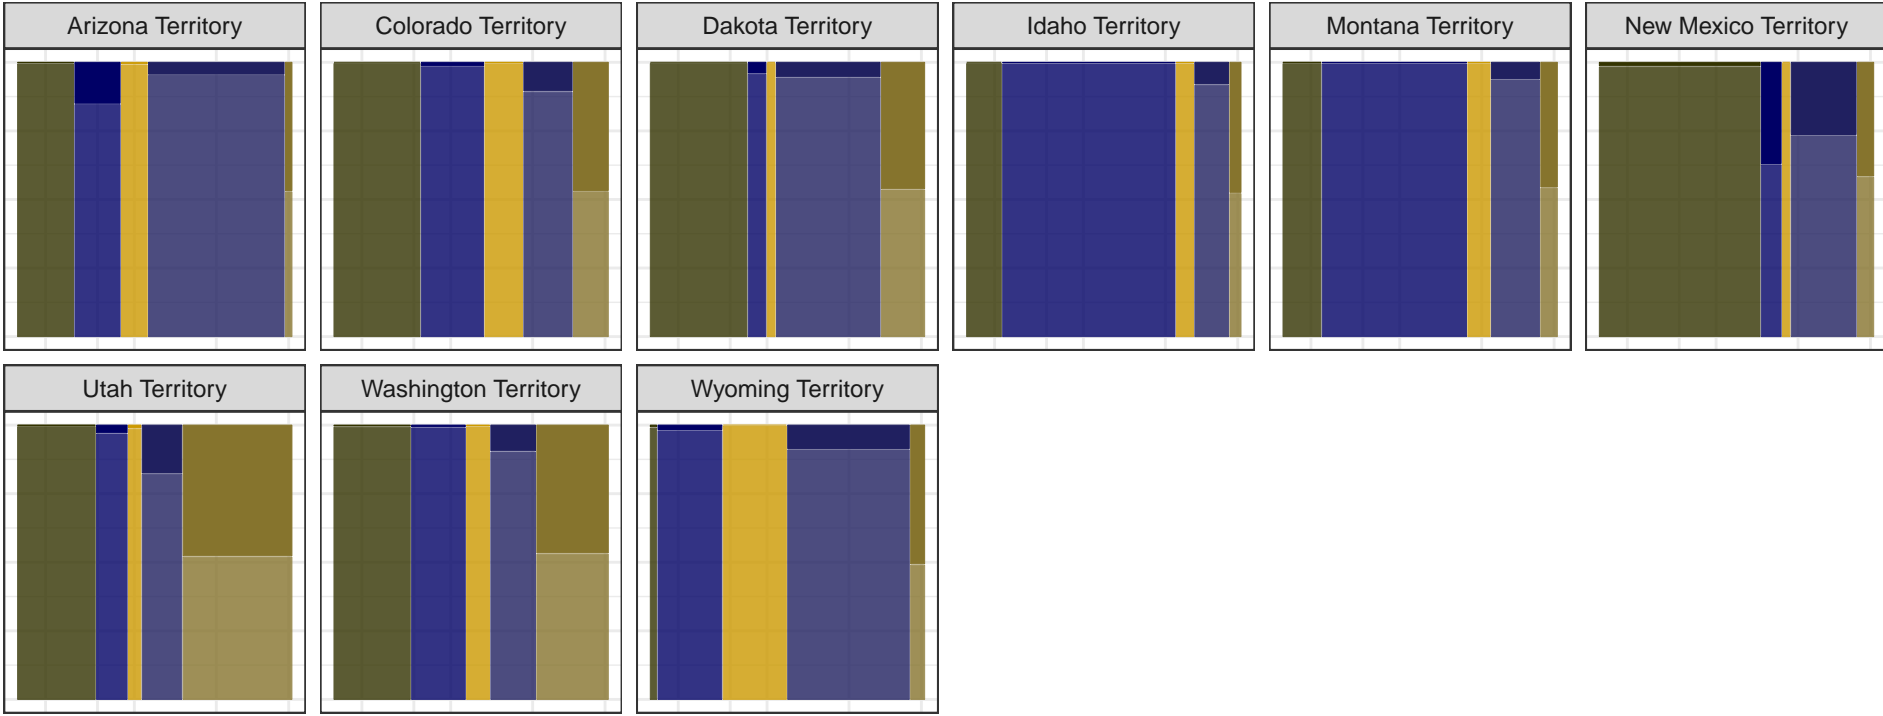 Arizona Territory
Colorado Territory
Dakota Territory
Idaho Territory
Montana Territory
New Mexico Territory
Utah Territory
Washington Territory
Wyoming Territory